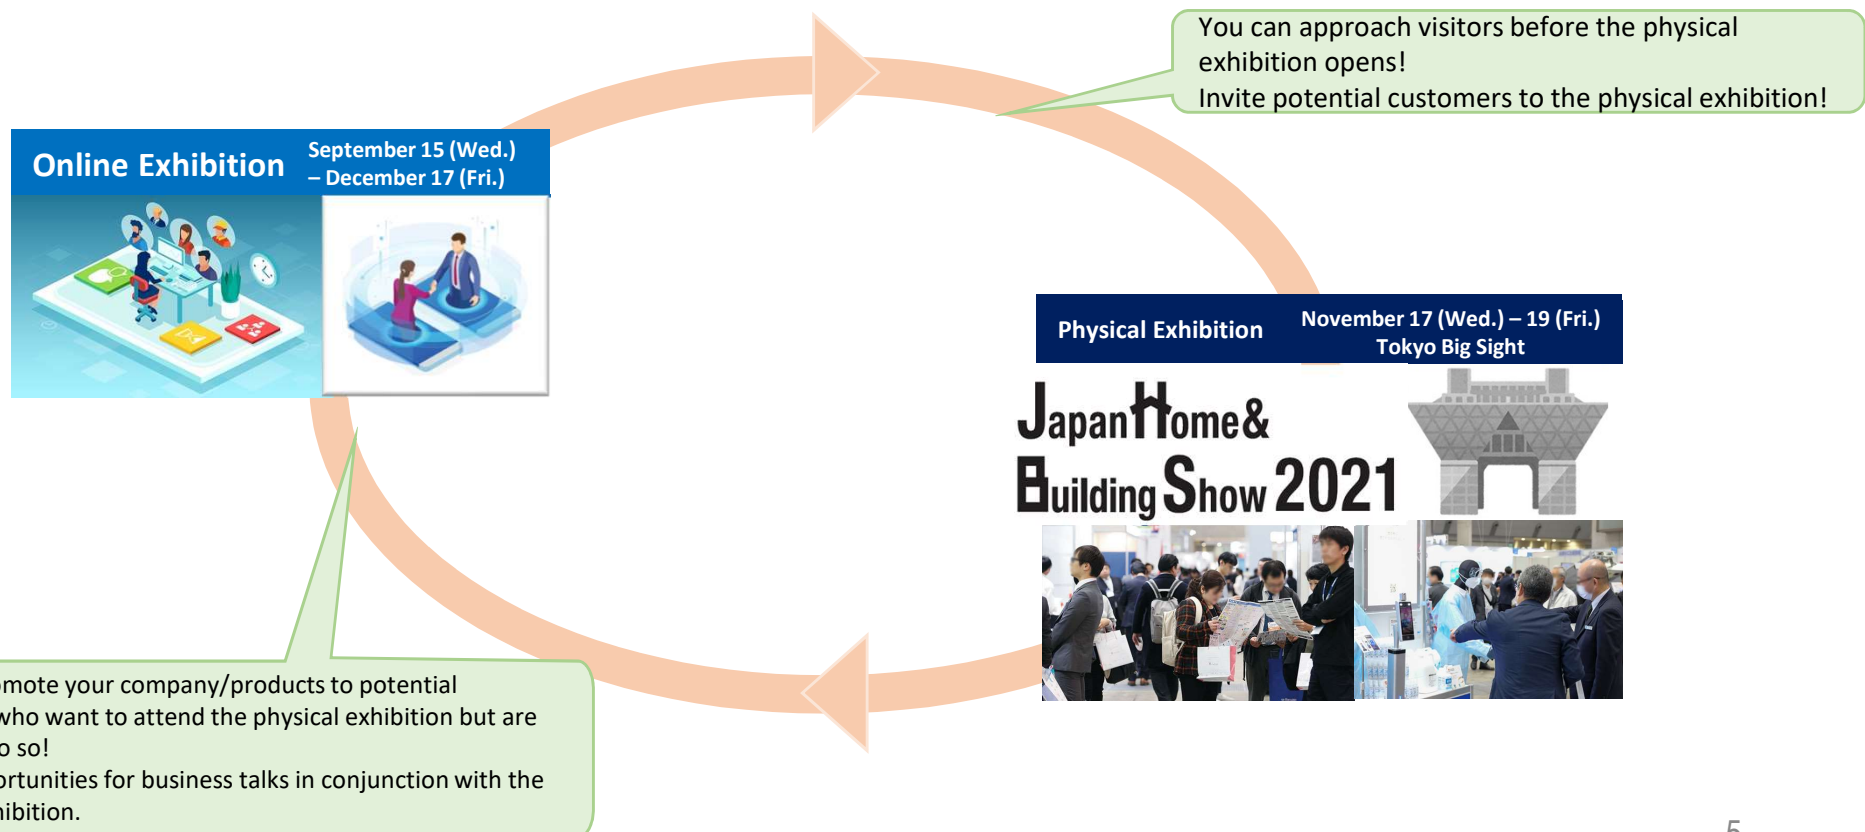 You can approach visitors before the physical
exhibition opens!
Invite potential customers to the physical exhibition!
Online Exhibition
September 15 (Wed.)
– December 17 (Fri.)
Physical Exhibition
November 17 (Wed.) – 19 (Fri.)
Tokyo Big Sight
Japan Home &
Building Show 2021
your company/products to potential
who want to attend the physical exhibition but are
so!
for business talks in conjunction with the
5